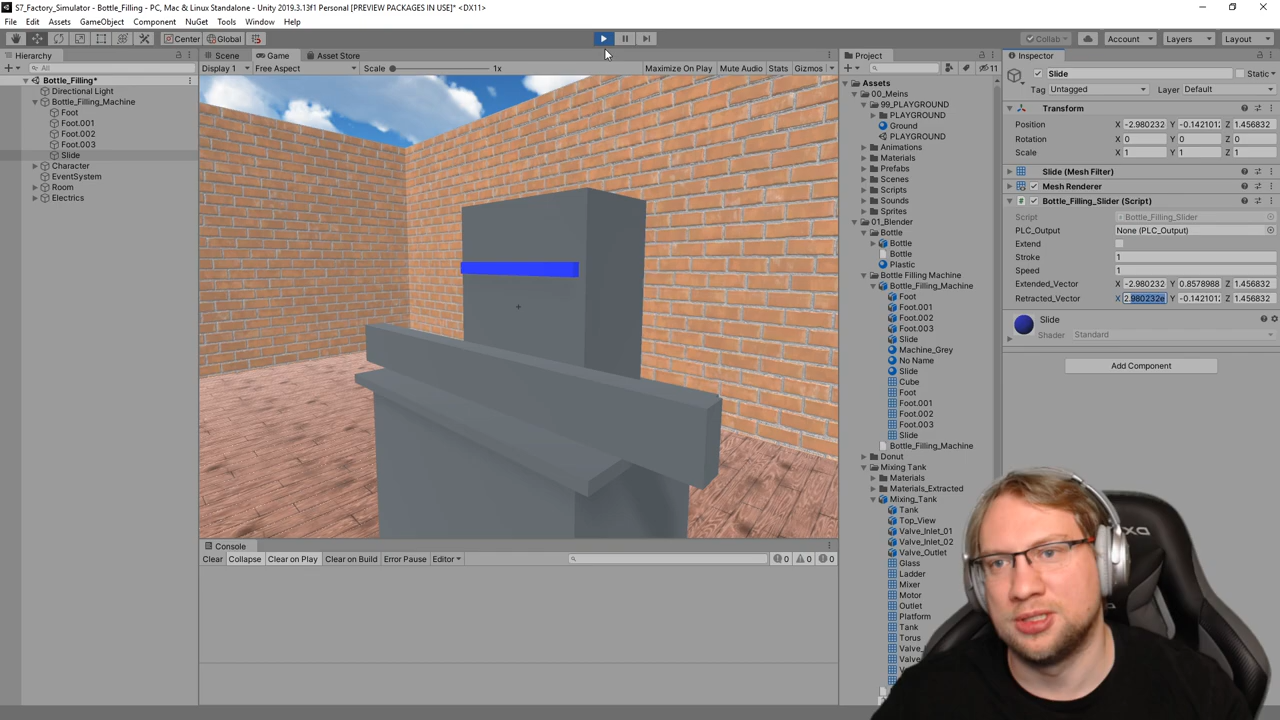 S7_Factory_Simulator - Bottle_Filling - PC, Mac & Linux Standalone - Unity 2019.3.13f1 Personal [PREVIEW PACKAGES IN USE]* <DX11>
File Edit Assets GameObject Component NuGet Tools Window Help
Center Global Collab Account Layers Layout
Hierarchy
All
Bottle_Filling*
Directional Light
Bottle_Filling_Machine
Foot
Foot.001
Foot.002
Foot.003
Slide
Character
EventSystem
Room
Electrics
Scene Game Asset Store
Display 1 Free Aspect Scale 1x Maximize On Play Mute Audio Stats Gizmos
Console
Clear Collapse Clear on Play Clear on Build Error Pause Editor 0 0 0
Project
11
Assets
00_Meins
99_PLAYGROUND
PLAYGROUND
Ground
PLAYGROUND
Animations
Materials
Prefabs
Scenes
Scripts
Sounds
Sprites
01_Blender
Bottle
Bottle
Bottle
Plastic
Bottle Filling Machine
Bottle_Filling_Machine
Foot
Foot.001
Foot.002
Foot.003
Slide
Machine_Grey
No Name
Slide
Cube
Foot
Foot.001
Foot.002
Foot.003
Slide
Bottle_Filling_Machine
Donut
Mixing Tank
Materials
Materials_Extracted
Mixing_Tank
Tank
Top_View
Valve_Inlet_01
Valve_Inlet_02
Valve_Outlet
Glass
Ladder
Mixer
Motor
Outlet
Platform
Tank
Torus
Inspector
Slide Static
Tag Untagged Layer Default
Transform
Position X -2.980232 Y -0.1421012 Z 1.456832
Rotation X 0 Y 0 Z 0
Scale X 1 Y 1 Z 1
Slide (Mesh Filter)
Mesh Renderer
Bottle_Filling_Slider (Script)
Script Bottle_Filling_Slider
PLC_Output None (PLC_Output)
Extend
Stroke 1
Speed 1
Extended_Vector X -2.980232 Y 0.8578988 Z 1.456832
Retracted_Vector X 2.980232e Y -0.1421012 Z 1.456832
Slide
Shader Standard
Add Component